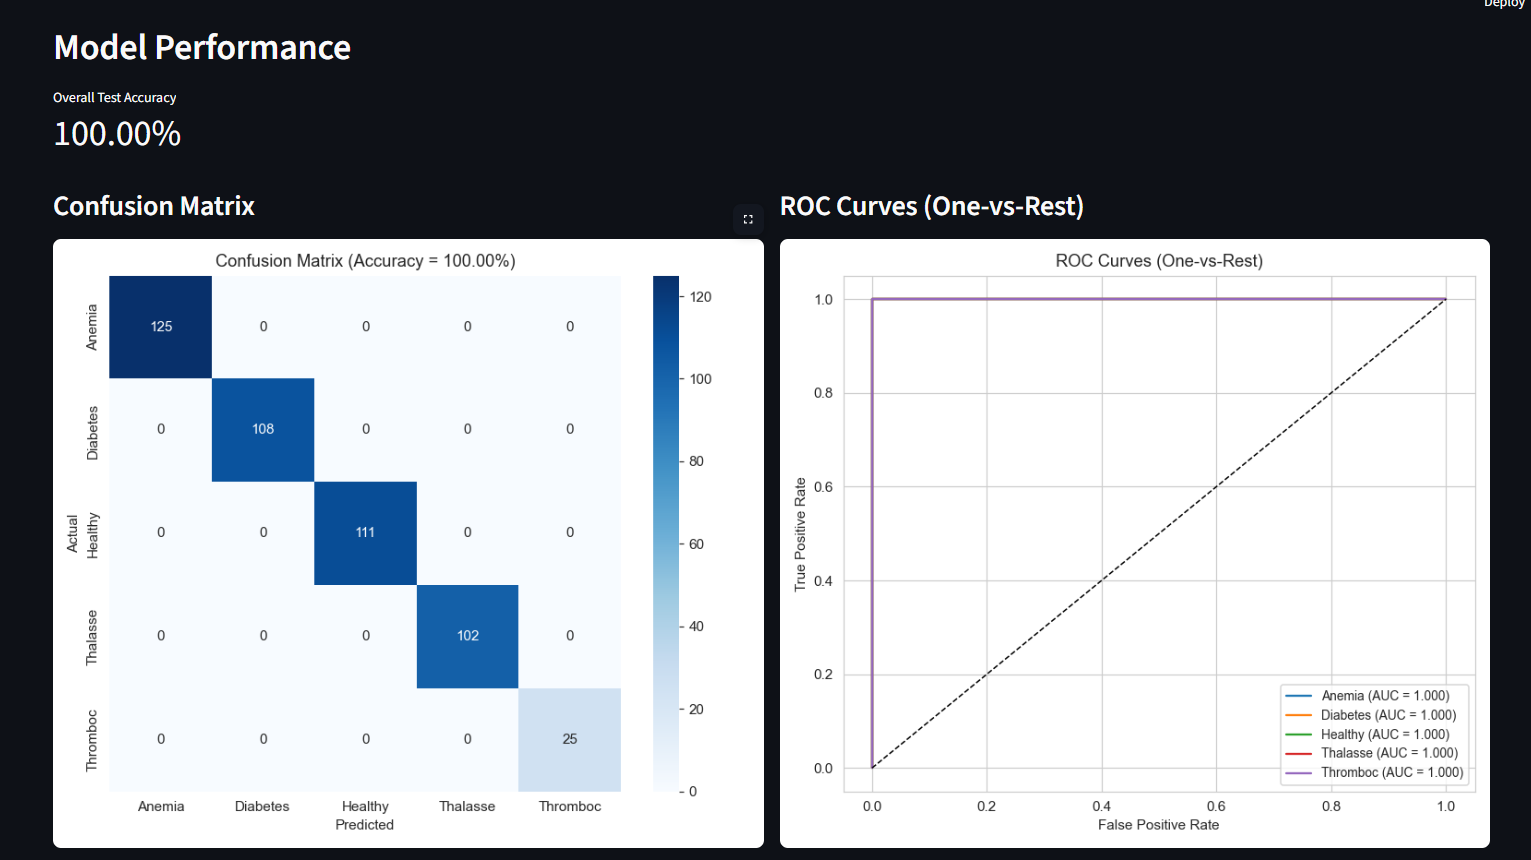 Deploy
Model Performance
Overall Test Accuracy
100.00%
Confusion Matrix
ROC Curves (One-vs-Rest)
Confusion Matrix (Accuracy = 100.00%)
Actual
Anemia
125 0 0 0 0
Diabetes
0 108 0 0 0
Healthy
0 0 111 0 0
Thalasse
0 0 0 102 0
Thromboc
0 0 0 0 25
Anemia Diabetes Healthy Thalasse Thromboc
Predicted
120
100
80
60
40
20
0
ROC Curves (One-vs-Rest)
True Positive Rate
1.0
0.8
0.6
0.4
0.2
0.0
Anemia (AUC = 1.000)
Diabetes (AUC = 1.000)
Healthy (AUC = 1.000)
Thalasse (AUC = 1.000)
Thromboc (AUC = 1.000)
0.0 0.2 0.4 0.6 0.8 1.0
False Positive Rate